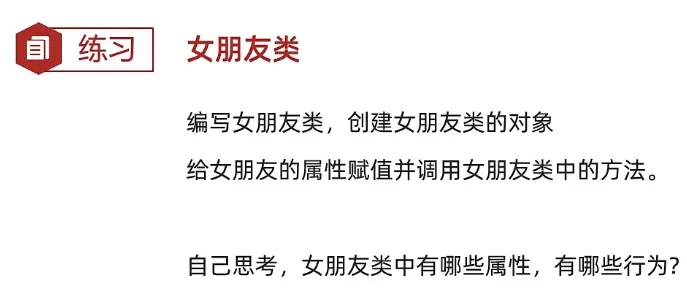 练习 女朋友类
编写女朋友类，创建女朋友类的对象
给女朋友的属性赋值并调用女朋友类中的方法。
自己思考，女朋友类中有哪些属性，有哪些行为？